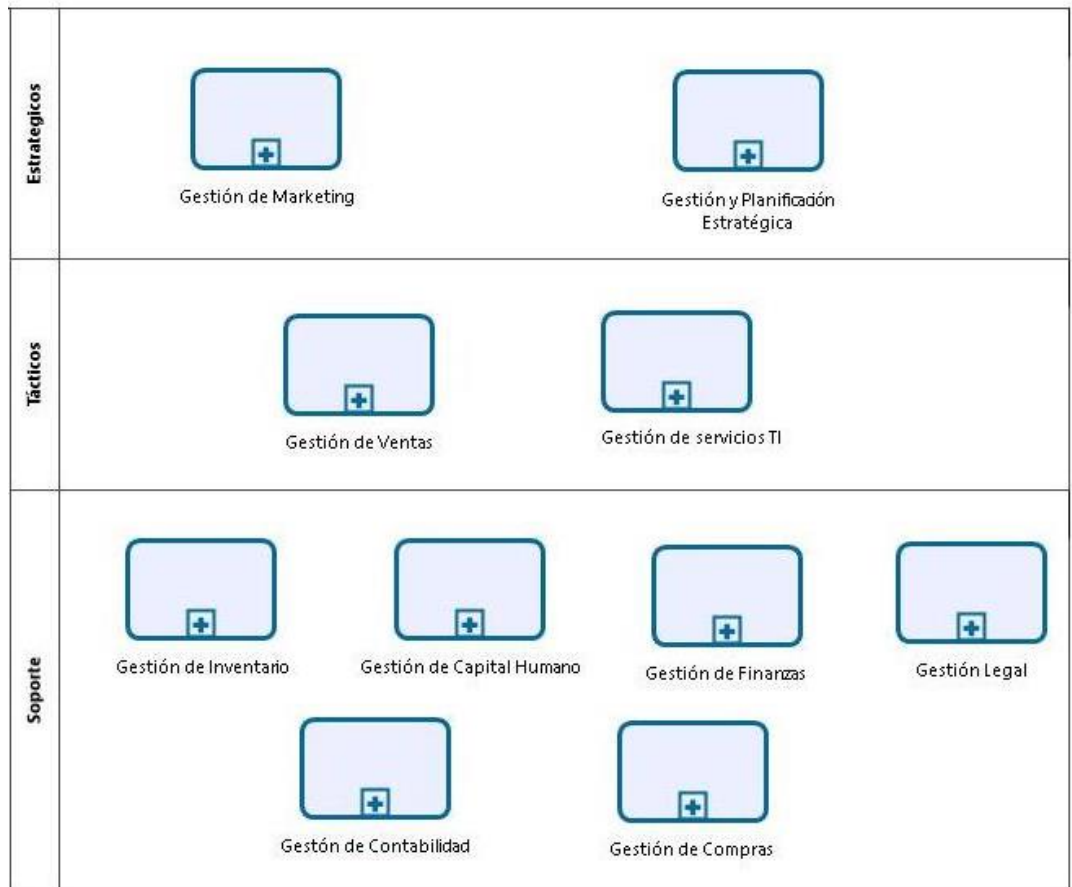 Estrategicos
Gestión de Marketing
Gestión y Planificación
Estratégica
Tácticos
Gestión de Ventas
Gestión de servicios TI
Soporte
Gestión de Inventario
Gestión de Capital Humano
Gestión de Finanzas
Gestión Legal
Gestón de Contabilidad
Gestión de Compras